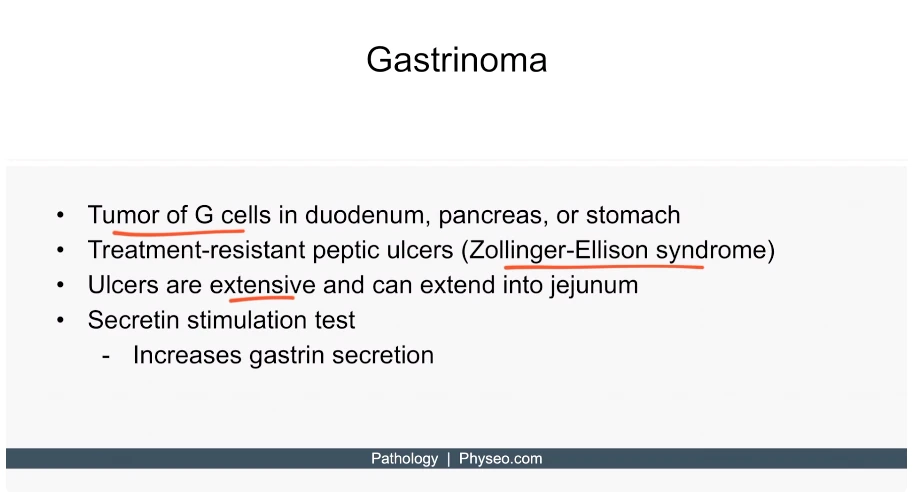 Gastrinoma
• Tumor of G cells in duodenum, pancreas, or stomach
• Treatment-resistant peptic ulcers (Zollinger-Ellison syndrome)
• Ulcers are extensive and can extend into jejunum
• Secretin stimulation test
- Increases gastrin secretion
Pathology | Physeo.com